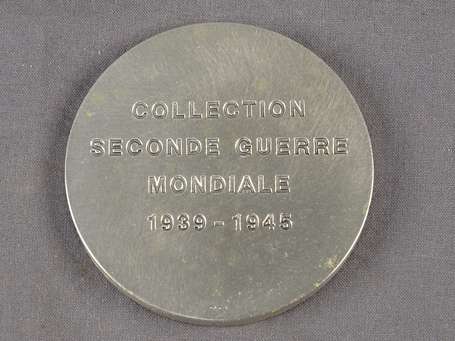 COLLECTION
SECONDE GUERRE
MONDIALE
1939 - 1945